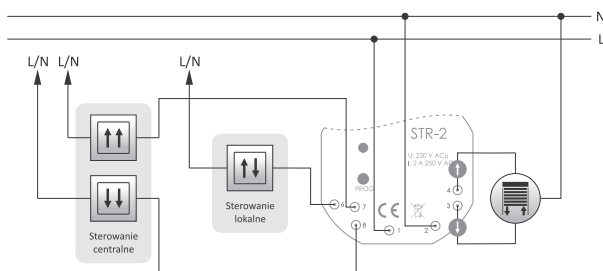 N
L
L/N L/N L/N
STR-2
U: 230 V ACµ
I: 2 A 250 V AC
PROG
4
3
6 7
8
1
2
CE
Sterowanie
lokalne
Sterowanie
centralne